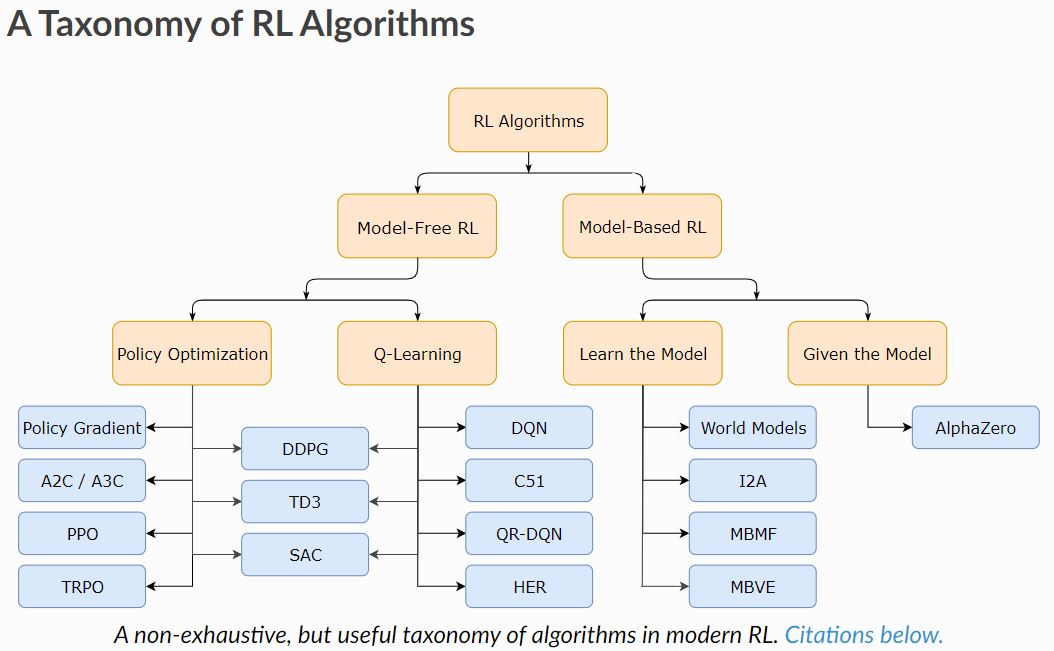 A Taxonomy of RL Algorithms
RL Algorithms
Model-Free RL
Model-Based RL
Policy Optimization
Q-Learning
Learn the Model
Given the Model
Policy Gradient
A2C / A3C
PPO
TRPO
DDPG
TD3
SAC
DQN
C51
QR-DQN
HER
World Models
I2A
MBMF
MBVE
AlphaZero
A non-exhaustive, but useful taxonomy of algorithms in modern RL. Citations below.